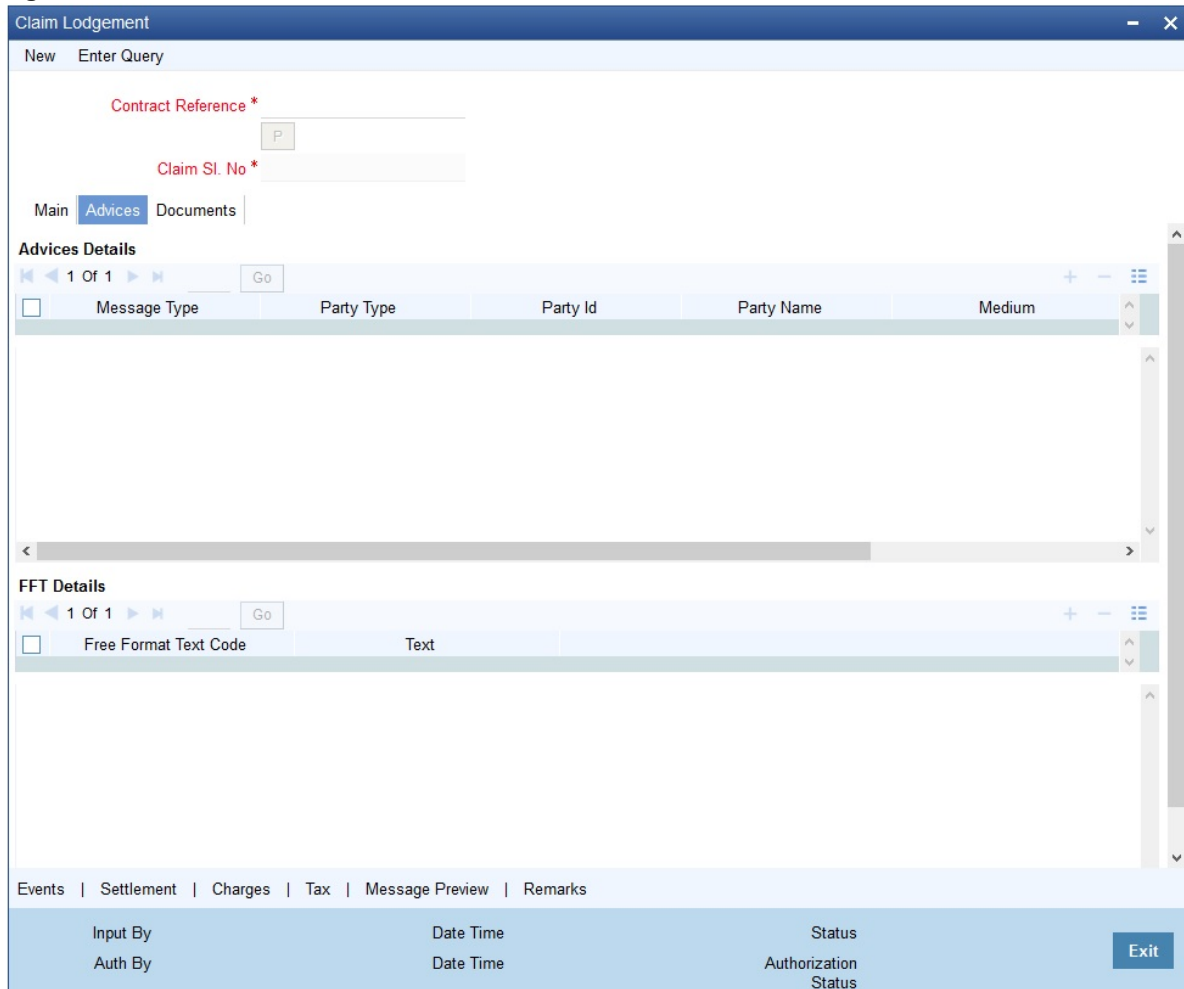 Claim Lodgement
New Enter Query
Contract Reference *
P
Claim Sl. No *
Main Advices Documents
Advices Details
1 Of 1 Go
Message Type Party Type Party Id Party Name Medium
FFT Details
1 Of 1 Go
Free Format Text Code Text
Events | Settlement | Charges | Tax | Message Preview | Remarks
Input By Date Time Status
Auth By Date Time Authorization Status
Exit